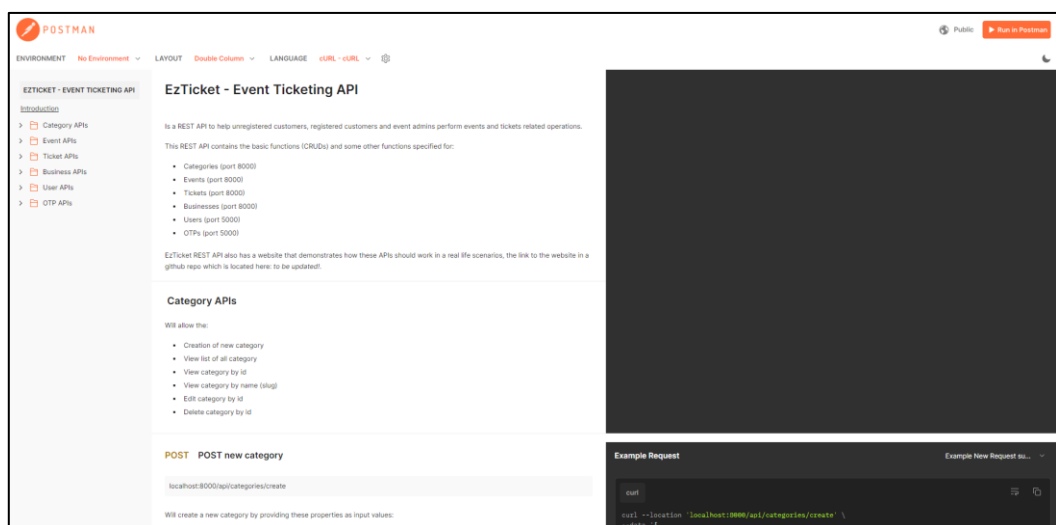 POSTMAN
Public
Run in Postman
ENVIRONMENT No Environment LAYOUT Double Column LANGUAGE cURL - cURL
EZTICKET - EVENT TICKETING API
Introduction
Category APIs
Event APIs
Ticket APIs
Business APIs
User APIs
OTP APIs
EzTicket - Event Ticketing API
Is a REST API to help unregistered customers, registered customers and event admins perform events and tickets related operations.
This REST API contains the basic functions (CRUDs) and some other functions specified for:
• Categories (port 8000)
• Events (port 8000)
• Tickets (port 8000)
• Businesses (port 8000)
• Users (port 5000)
• OTPs (port 5000)
EzTicket REST API also has a website that demonstrates how these APIs should work in a real life scenarios, the link to the website in a
github repo which is located here: to be updated!.
Category APIs
Will allow the:
• Creation of new category
• View list of all category
• View category by id
• View category by name (slug)
• Edit category by id
• Delete category by id
POST POST new category
localhost:8000/api/categories/create
Will create a new category by providing these properties as input values:
Example Request
Example New Request su...
curl
curl --location 'localhost:8000/api/categories/create' \